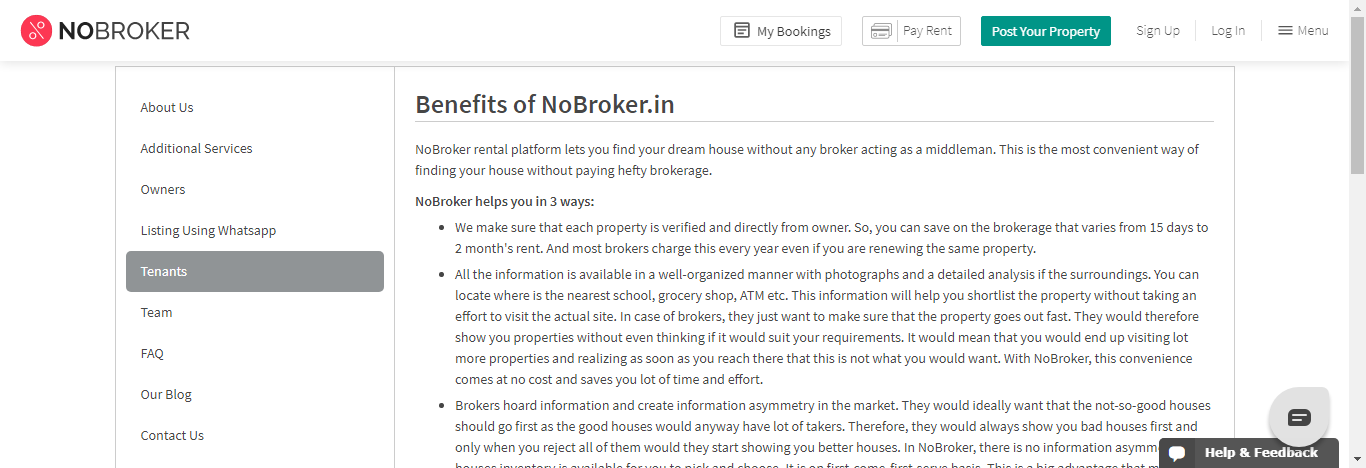 NOBROKER
My Bookings
Pay Rent
Post Your Property
Sign Up
Log In
Menu
About Us
Additional Services
Owners
Listing Using Whatsapp
Tenants
Team
FAQ
Our Blog
Contact Us
Benefits of NoBroker.in
NoBroker rental platform lets you find your dream house without any broker acting as a middleman. This is the most convenient way of
finding your house without paying hefty brokerage.
NoBroker helps you in 3 ways:
We make sure that each property is verified and directly from owner. So, you can save on the brokerage that varies from 15 days to
2 month's rent. And most brokers charge this every year even if you are renewing the same property.
All the information is available in a well-organized manner with photographs and a detailed analysis if the surroundings. You can
locate where is the nearest school, grocery shop, ATM etc. This information will help you shortlist the property without taking an
effort to visit the actual site. In case of brokers, they just want to make sure that the property goes out fast. They would therefore
show you properties without even thinking if it would suit your requirements. It would mean that you would end up visiting lot
more properties and realizing as soon as you reach there that this is not what you would want. With NoBroker, this convenience
comes at no cost and saves you lot of time and effort.
Brokers hoard information and create information asymmetry in the market. They would ideally want that the not-so-good houses
should go first as the good houses would anyway have lot of takers. Therefore, they would always show you bad houses first and
only when you reject all of them would they start showing you better houses. In NoBroker, there is no information
houses inventory is available for you to pick and choose. It is on first-come-first-serve basis. This is a big advantage that
Help & Feedback